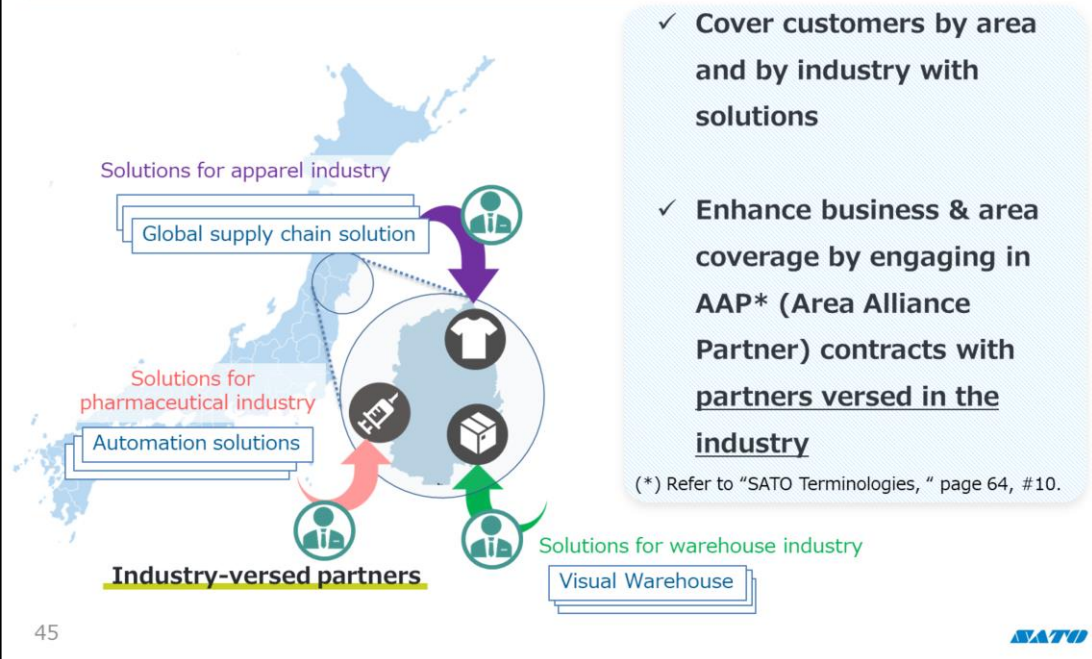 Solutions for apparel industry
Global supply chain solution
Solutions for
pharmaceutical industry
Automation solutions
Industry-versed partners
Solutions for warehouse industry
Visual Warehouse
✓ Cover customers by area
and by industry with
solutions
✓ Enhance business & area
coverage by engaging in
AAP* (Area Alliance
Partner) contracts with
partners versed in the
industry
(*) Refer to “SATO Terminologies, “ page 64, #10.
45
SATO